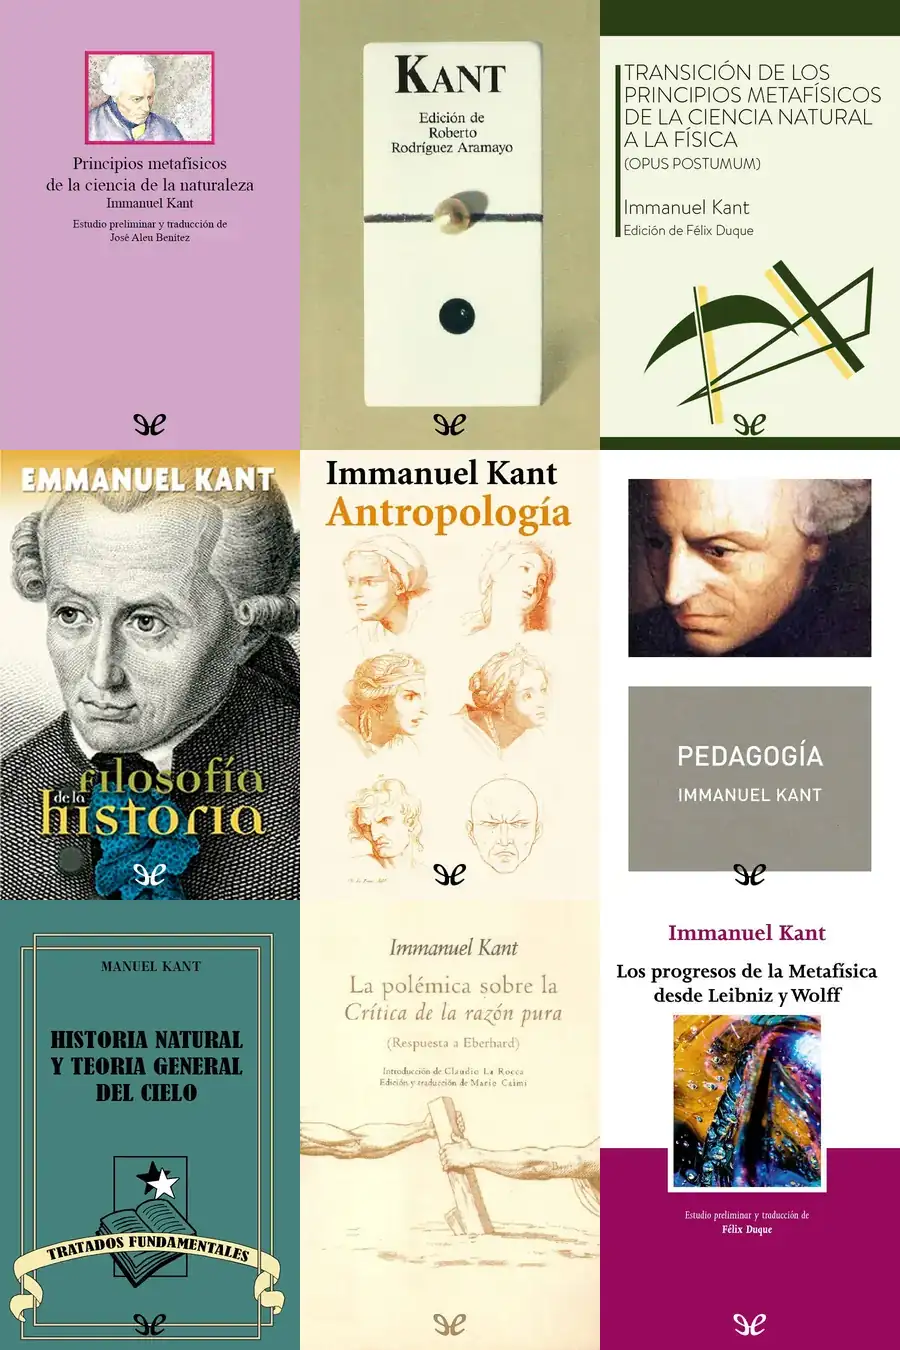 Principios metafísicos
de la ciencia de la naturaleza
Immanuel Kant
Estudio preliminar y traducción de
José Aleu Benítez
KANT
Edición de
Roberto
Rodríguez Aramayo
TRANSICIÓN DE LOS
PRINCIPIOS METAFÍSICOS
DE LA CIENCIA NATURAL
A LA FÍSICA
(OPUS POSTUMUM)
Immanuel Kant
Edición de Félix Duque
EMMANUEL KANT
filosofía
de la
historia
Immanuel Kant
Antropología
PEDAGOGÍA
IMMANUEL KANT
MANUEL KANT
HISTORIA NATURAL
Y TEORIA GENERAL
DEL CIELO
TRATADOS FUNDAMENTALES
Immanuel Kant
La polémica sobre la
Crítica de la razón pura
(Respuesta a Eberhard)
Introducción de Claudio La Rocca
Edición y traducción de Mario Caimi
Immanuel Kant
Los progresos de la Metafísica
desde Leibniz y Wolff
Estudio preliminar y traducción de
Félix Duque